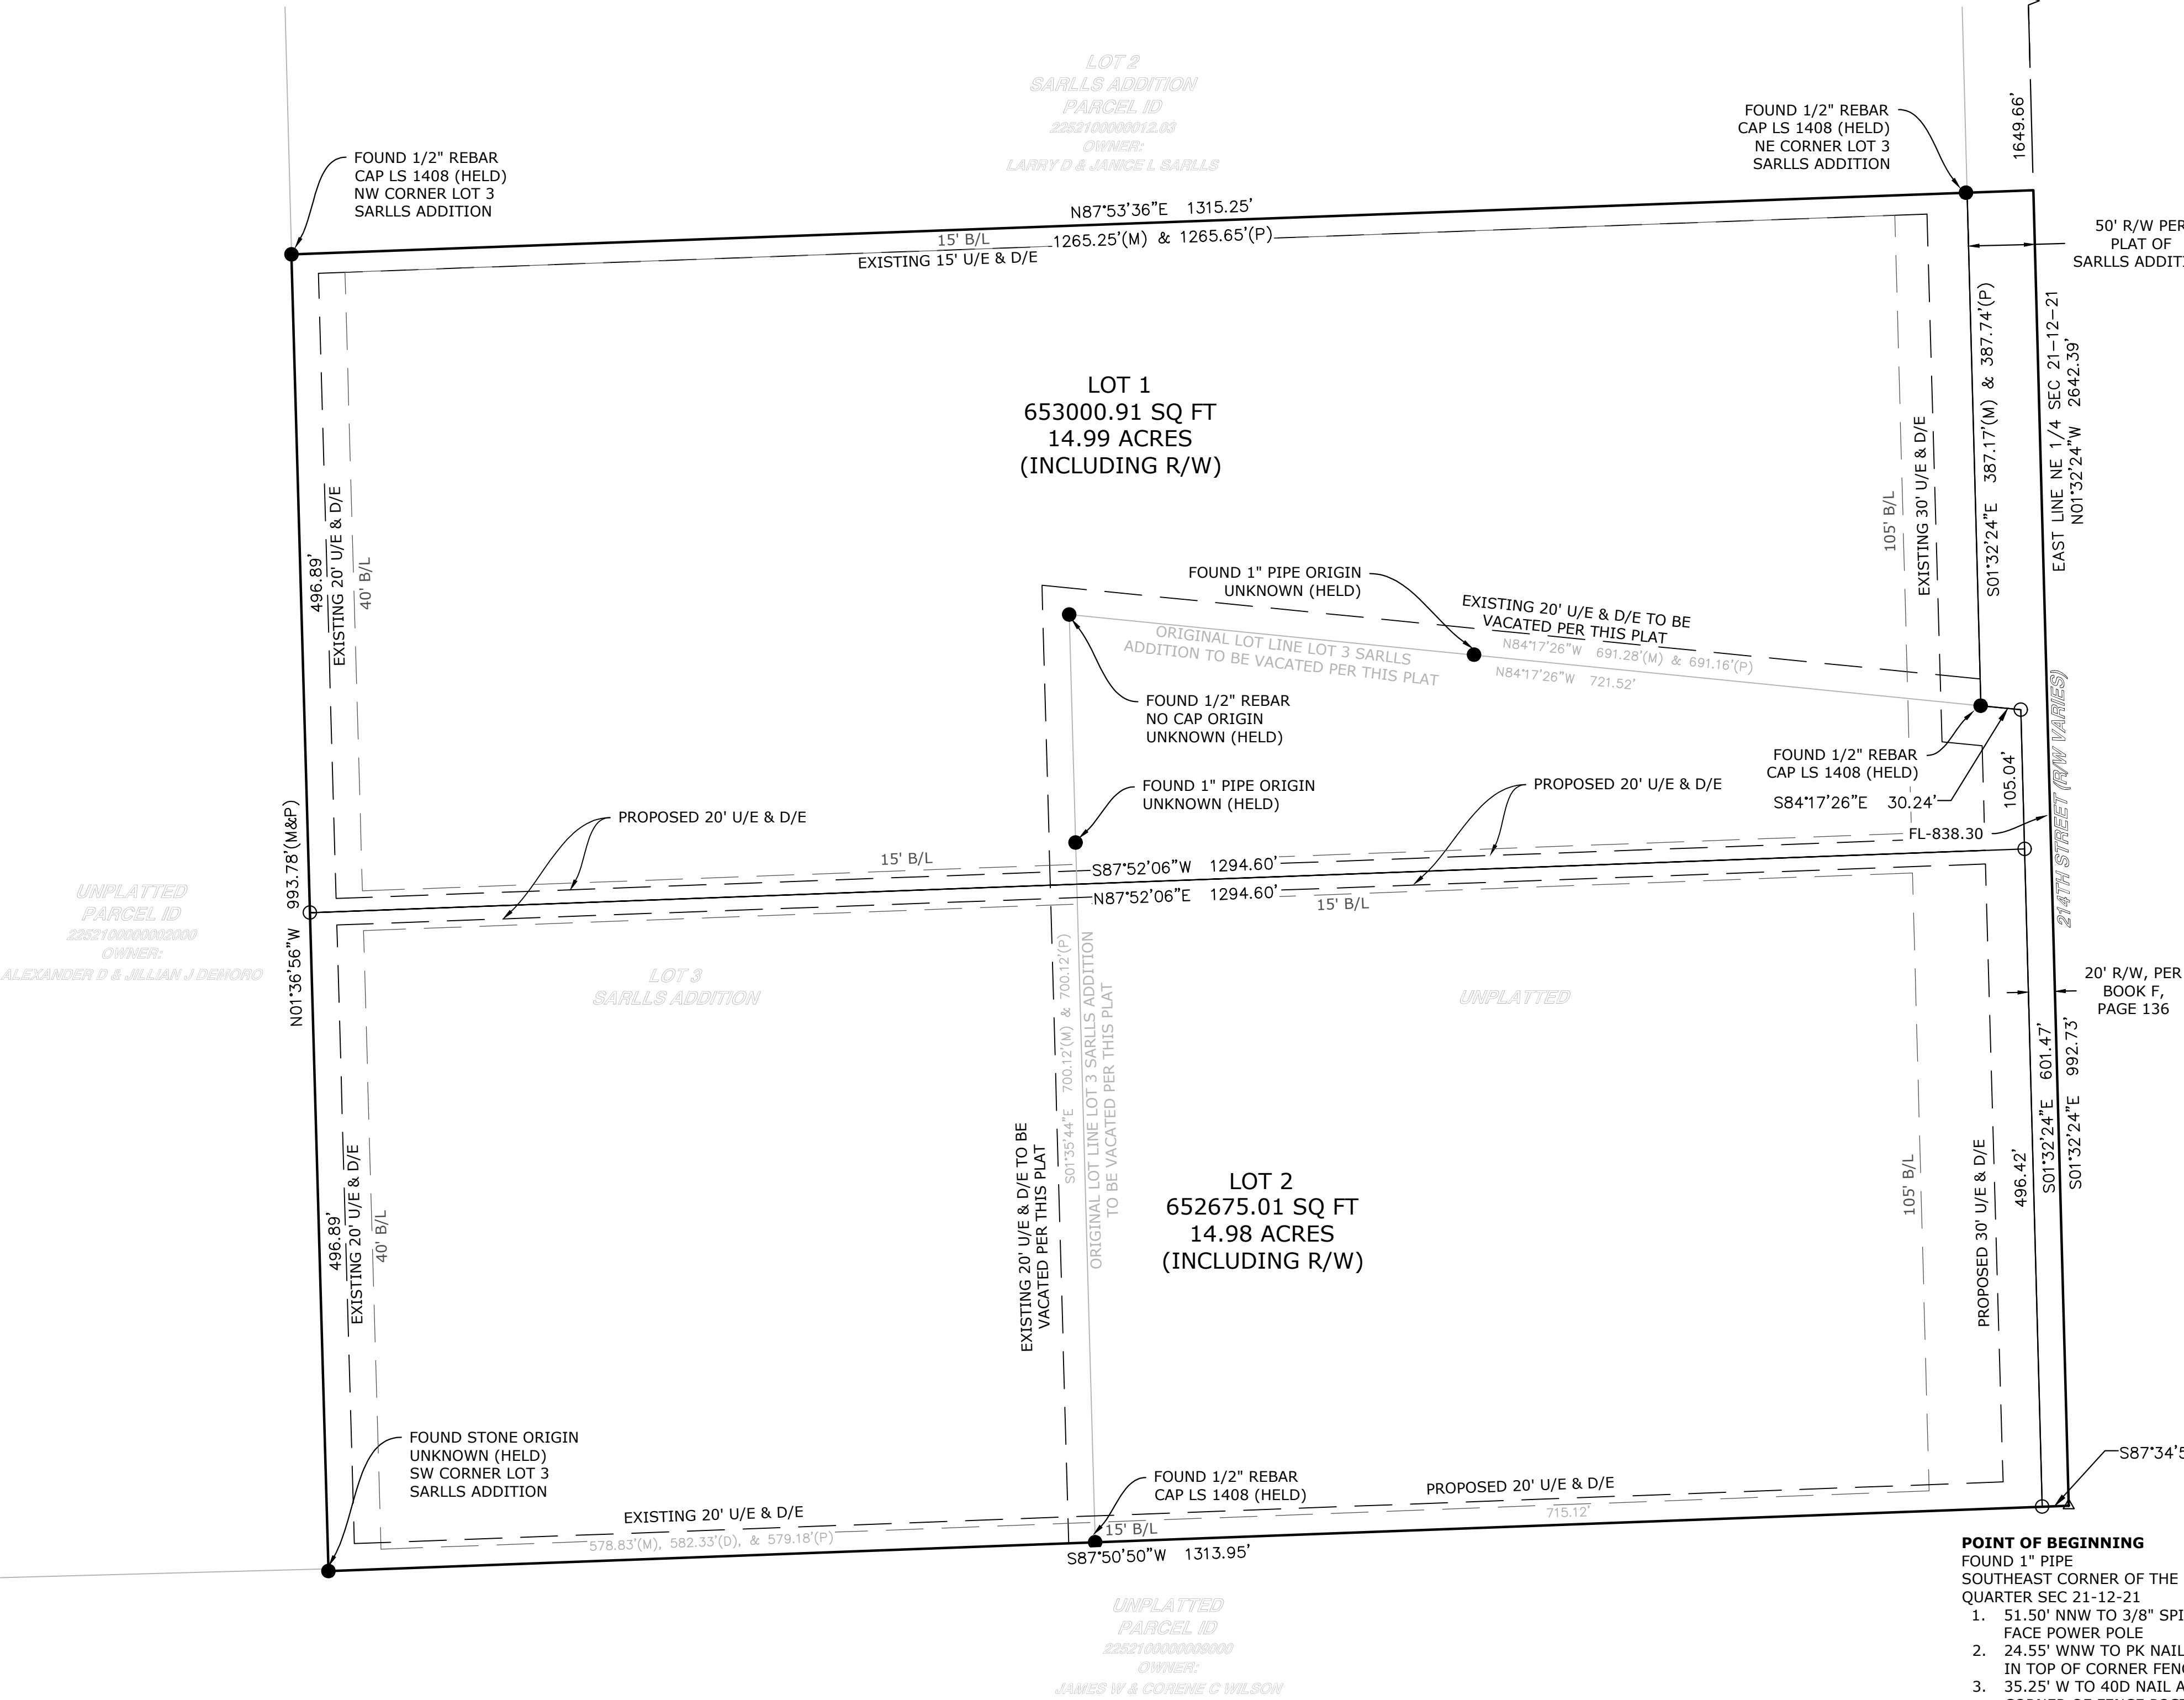 LOT 2
SARLLS ADDITION
PARCEL ID
2252100000012.03
OWNER:
LARRY D & JANICE L SARLLS
1649.66'
FOUND 1/2" REBAR
CAP LS 1408 (HELD)
NW CORNER LOT 3
SARLLS ADDITION
FOUND 1/2" REBAR
CAP LS 1408 (HELD)
NE CORNER LOT 3
SARLLS ADDITION
N87°53'36"E 1315.25'
15' B/L
1265.25'(M) & 1265.65'(P)
EXISTING 15' U/E & D/E
50' R/W PER
PLAT OF
SARLLS ADDITI
LOT 1
653000.91 SQ FT
14.99 ACRES
(INCLUDING R/W)
496.89'
EXISTING 20' U/E & D/E
40' B/L
105' B/L
EXISTING 30' U/E & D/E
S01°32'24"E 387.17'(M) & 387.74'(P)
EAST LINE NE 1/4 SEC 21-12-21
N01°32'24"W 2642.39'
FOUND 1" PIPE ORIGIN
UNKNOWN (HELD)
EXISTING 20' U/E & D/E TO BE
VACATED PER THIS PLAT
ORIGINAL LOT LINE LOT 3 SARLLS
ADDITION TO BE VACATED PER THIS PLAT
N84°17'26"W 691.28'(M) & 691.16'(P)
N84°17'26"W 721.52'
FOUND 1/2" REBAR
NO CAP ORIGIN
UNKNOWN (HELD)
FOUND 1/2" REBAR
CAP LS 1408 (HELD)
S84°17'26"E 30.24'
105.04'
FL-838.30
214TH STREET (R/W VARIES)
FOUND 1" PIPE ORIGIN
UNKNOWN (HELD)
PROPOSED 20' U/E & D/E
PROPOSED 20' U/E & D/E
15' B/L
S87°52'06"W 1294.60'
N87°52'06"E 1294.60'
15' B/L
N01°36'56"W 993.78'(M&P)
UNPLATTED
PARCEL ID
2252100000002000
OWNER:
ALEXANDER D & JILLIAN J DEMORO
LOT 3
SARLLS ADDITION
UNPLATTED
20' R/W, PER
BOOK F,
PAGE 136
S01°35'44"E 700.12'(M) & 700.12'(P)
ORIGINAL LOT LINE LOT 3 SARLLS ADDITION
TO BE VACATED PER THIS PLAT
EXISTING 20' U/E & D/E TO BE
VACATED PER THIS PLAT
LOT 2
652675.01 SQ FT
14.98 ACRES
(INCLUDING R/W)
496.89'
EXISTING 20' U/E & D/E
40' B/L
105' B/L
PROPOSED 30' U/E & D/E
496.42'
S01°32'24"E 601.47'
S01°32'24"E 992.73'
FOUND STONE ORIGIN
UNKNOWN (HELD)
SW CORNER LOT 3
SARLLS ADDITION
FOUND 1/2" REBAR
CAP LS 1408 (HELD)
EXISTING 20' U/E & D/E
578.83'(M), 582.33'(D), & 579.18'(P)
15' B/L
S87°50'50"W 1313.95'
PROPOSED 20' U/E & D/E
715.12'
S87°34'5
POINT OF BEGINNING
FOUND 1" PIPE
SOUTHEAST CORNER OF THE
QUARTER SEC 21-12-21
1. 51.50' NNW TO 3/8" SPI
FACE POWER POLE
2. 24.55' WNW TO PK NAIL
IN TOP OF CORNER FENC
3. 35.25' W TO 40D NAIL A
UNPLATTED
PARCEL ID
2252100000009000
OWNER:
JAMES W & CORENE C WILSON